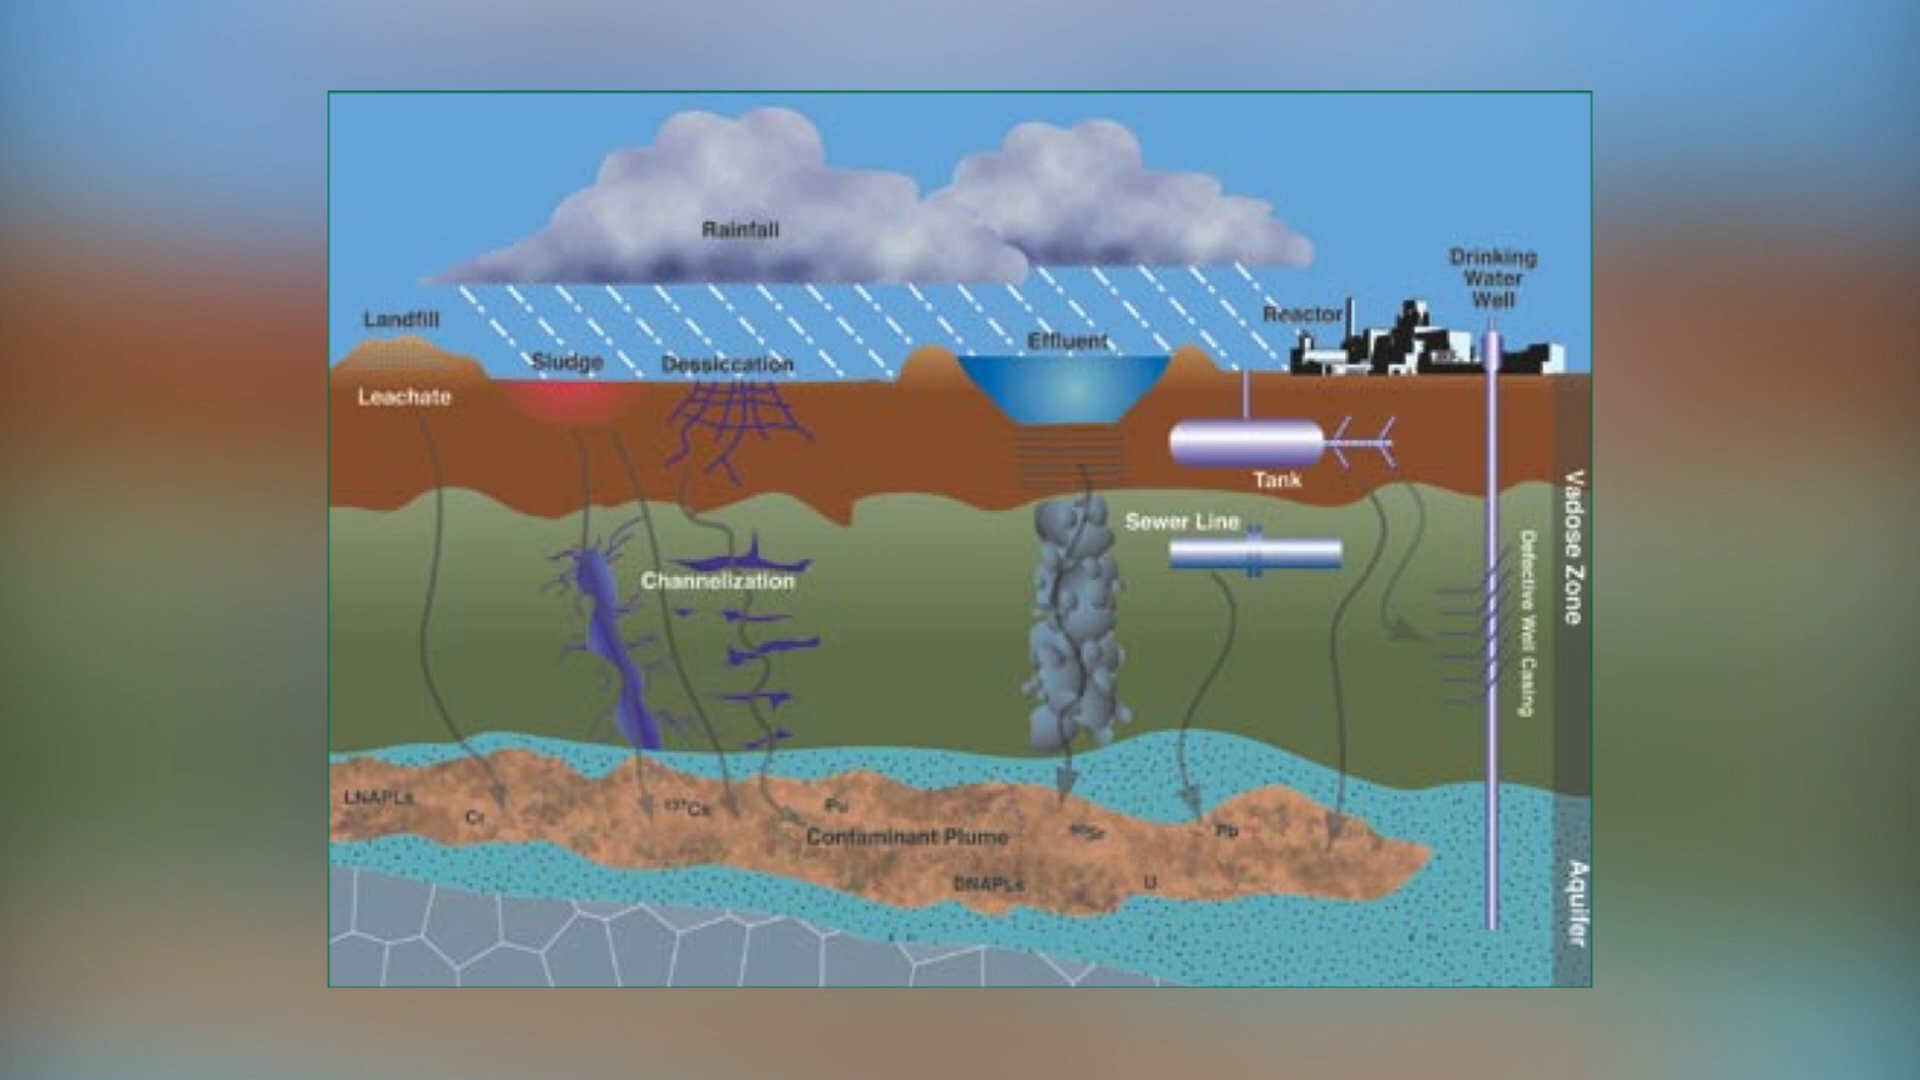 Rainfall
Drinking
Water
Well
Landfill
Reactor
Effluent
Sludge
Dessiccation
Leachate
Tank
Sewer Line
Vadose Zone
Defective Well Casing
Channelization
LNAPLs
Cr
137Cs
Pu
Contaminant Plume
90Sr
Pb
DNAPLs
U
Aquifer